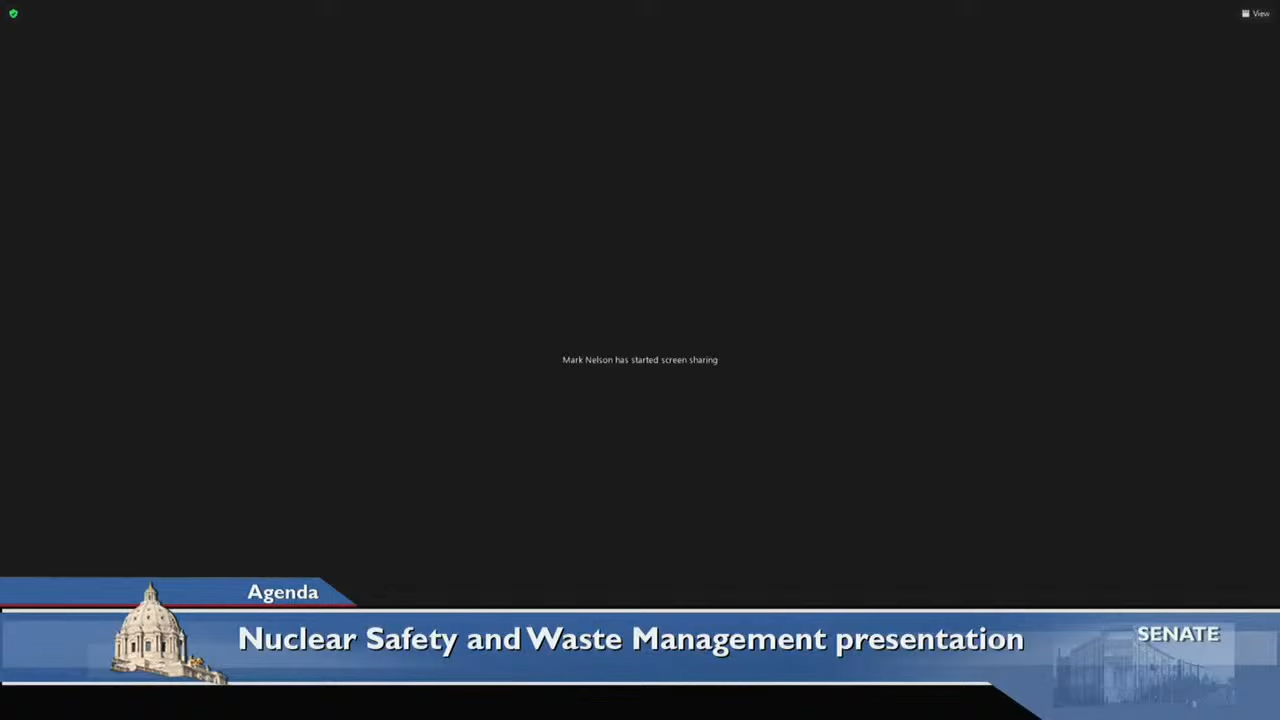 View
Mark Nelson has started screen sharing
Agenda
Nuclear Safety and Waste Management presentation
SENATE